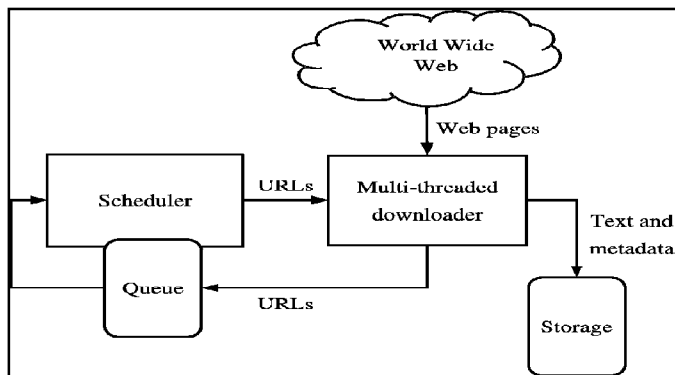 World Wide
Web
Web pages
Scheduler
URLs
Multi-threaded
downloader
Text and
metadata
Queue
URLs
Storage